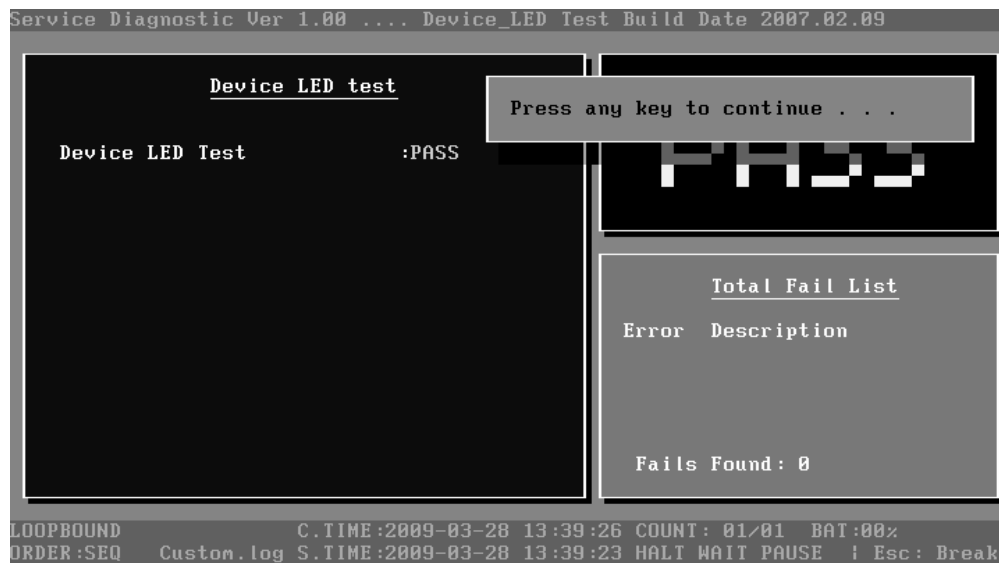 Service Diagnostic Ver 1.00 .... Device_LED Test Build Date 2007.02.09
Device LED test
Press any key to continue . . .
Device LED Test :PASS
PASS
Total Fail List
Error Description
Fails Found: 0
LOOPBOUND C.TIME:2009-03-28 13:39:26 COUNT: 01/01 BAT:00%
ORDER:SEQ Custom.log S.TIME:2009-03-28 13:39:23 HALT WAIT PAUSE ¦ Esc: Break